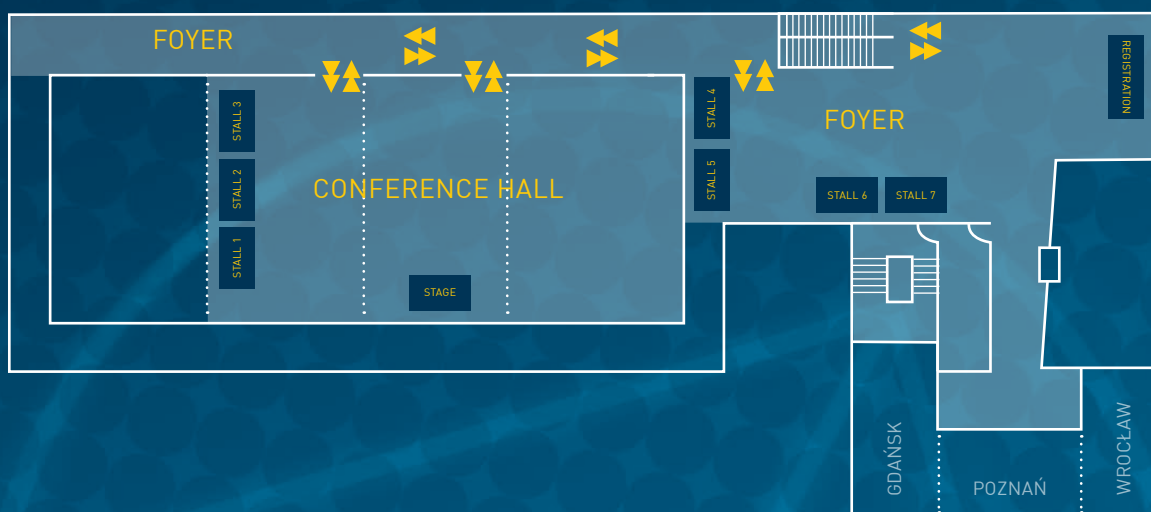 FOYER
REGISTRATION
STALL 3
STALL 4
FOYER
STALL 2
STALL 5
CONFERENCE HALL
STALL 6
STALL 7
STALL 1
STAGE
GDAŃSK
POZNAŃ
WROCŁAW